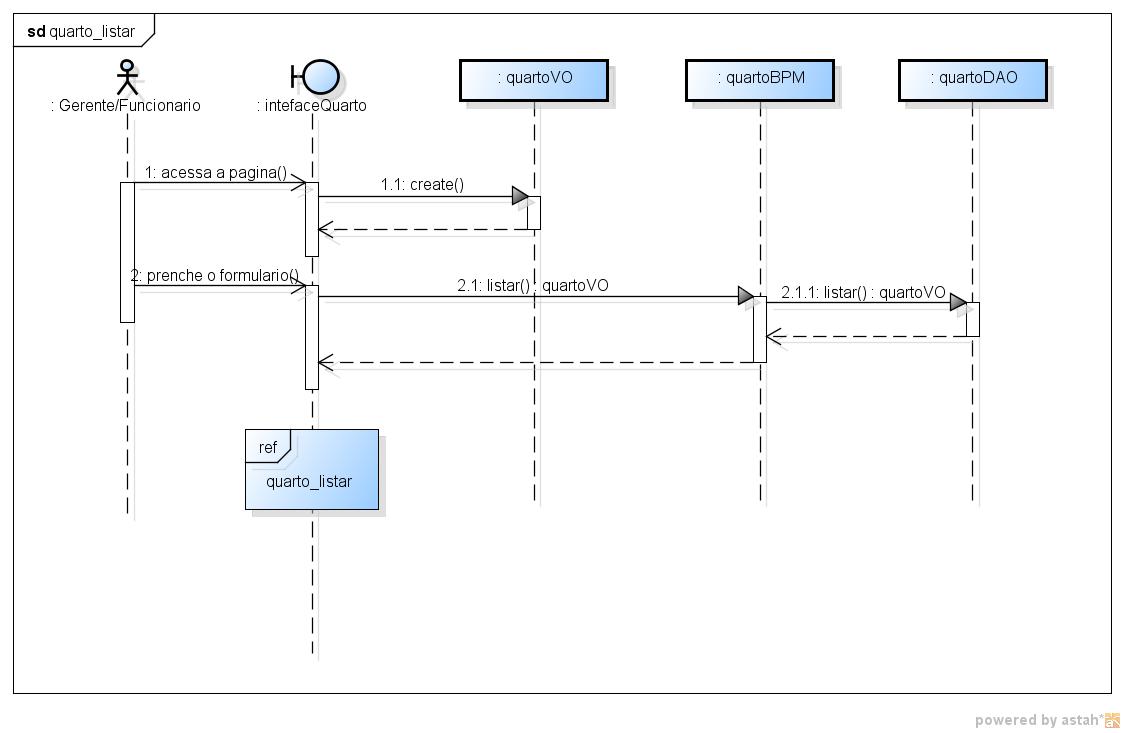 sd quarto_listar
: Gerente/Funcionario
: intefaceQuarto
: quartoVO
: quartoBPM
: quartoDAO
1: acessa a pagina()
1.1: create()
2: prenche o formulario()
2.1: listar() : quartoVO
2.1.1: listar() : quartoVO
ref
quarto_listar
powered by astah*